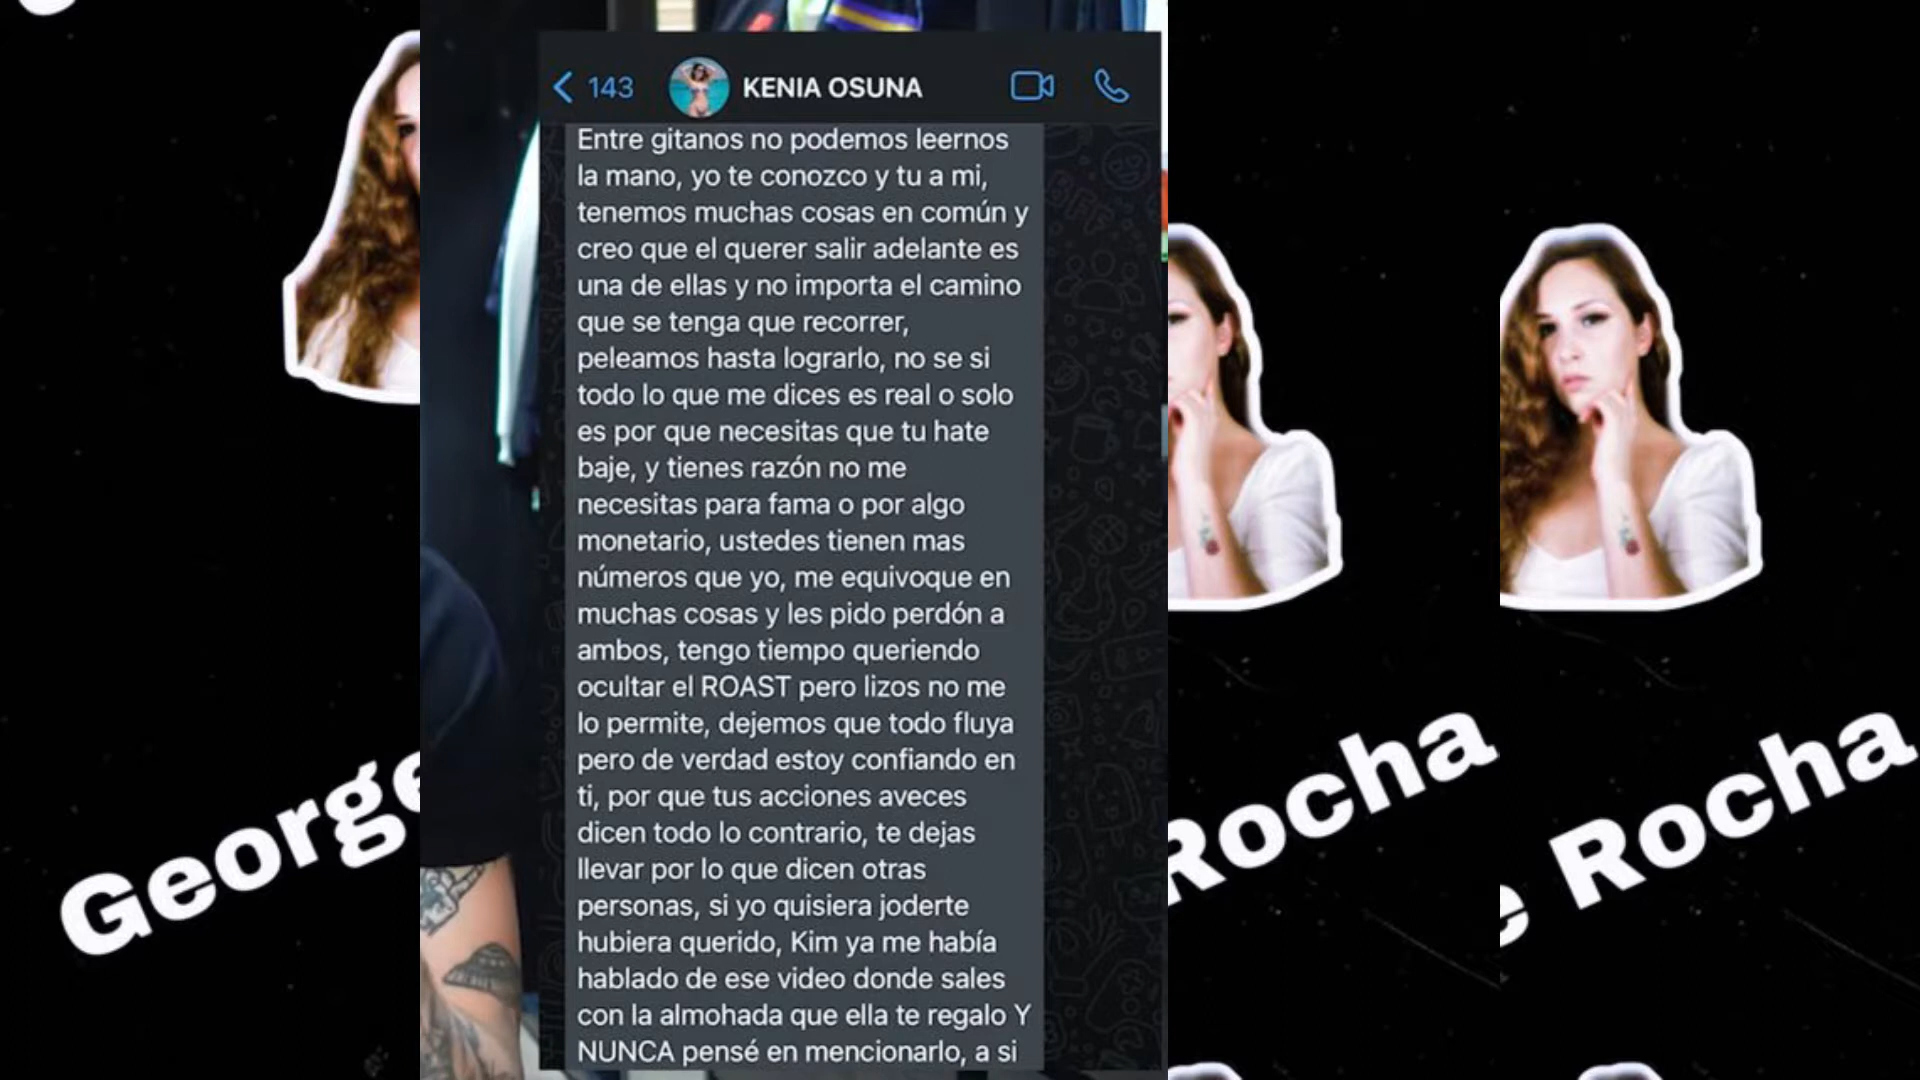 143
KENIA OSUNA
Entre gitanos no podemos leernos
la mano, yo te conozco y tu a mi,
tenemos muchas cosas en común y
creo que el querer salir adelante es
una de ellas y no importa el camino
que se tenga que recorrer,
peleamos hasta lograrlo, no se si
todo lo que me dices es real o solo
es por que necesitas que tu hate
baje, y tienes razón no me
necesitas para fama o por algo
monetario, ustedes tienen mas
números que yo, me equivoque en
muchas cosas y les pido perdón a
ambos, tengo tiempo queriendo
ocultar el ROAST pero lizos no me
lo permite, dejemos que todo fluya
pero de verdad estoy confiando en
ti, por que tus acciones aveces
dicen todo lo contrario, te dejas
llevar por lo que dicen otras
personas, si yo quisiera joderte
hubiera querido, Kim ya me había
hablado de ese video donde sales
con la almohada que ella te regalo Y
NUNCA pensé en mencionarlo, a si
George
Rocha
e Rocha